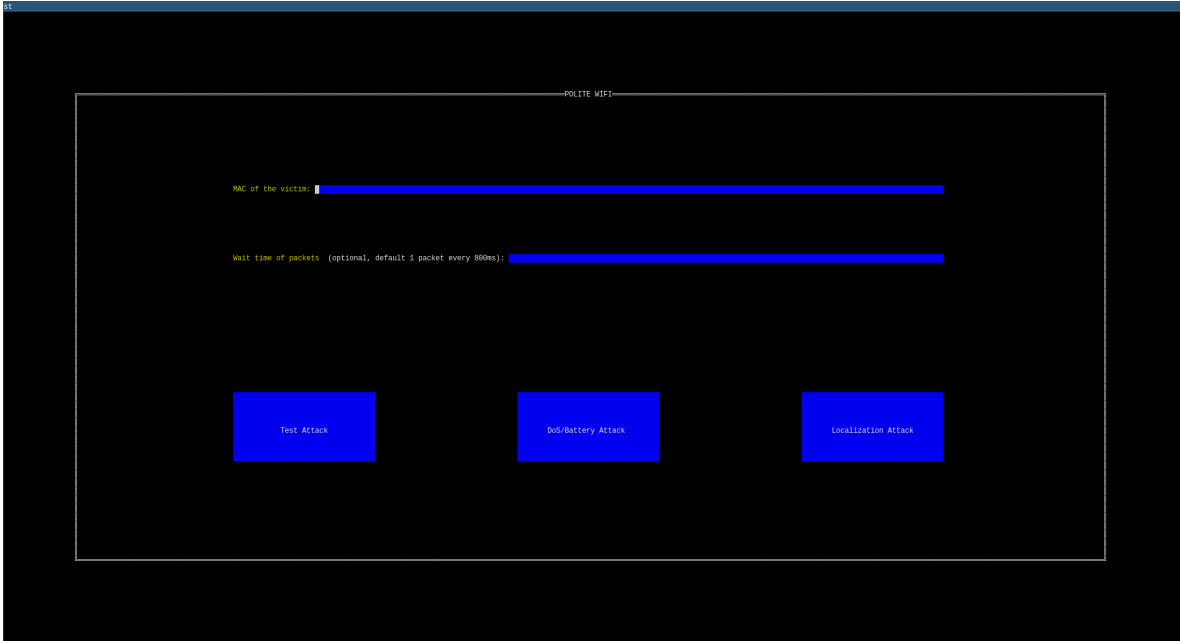 st
POLITE WIFI
MAC of the victim:
Wait time of packets (optional, default 1 packet every 800ms):
Test Attack DoS/Battery Attack Localization Attack